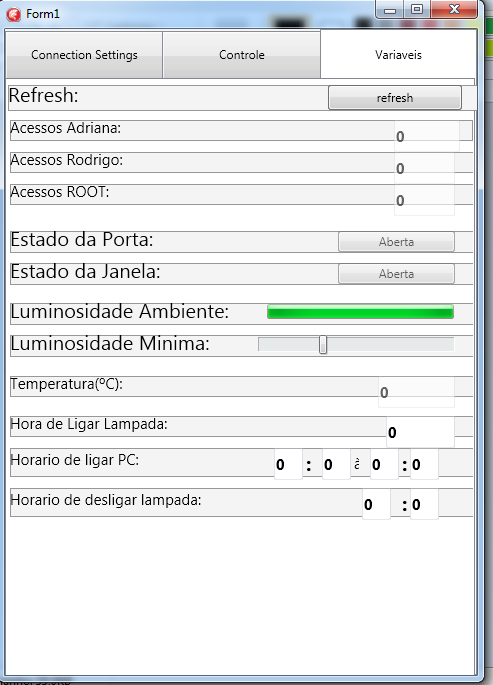 Form1
Connection Settings Controle Variaveis
Refresh: refresh
Acessos Adriana: 0
Acessos Rodrigo: 0
Acessos ROOT: 0
Estado da Porta: Aberta
Estado da Janela: Aberta
Luminosidade Ambiente:
Luminosidade Minima:
Temperatura(ºC): 0
Hora de Ligar Lampada: 0
Horario de ligar PC: 0 : 0 à 0 : 0
Horario de desligar lampada: 0 : 0